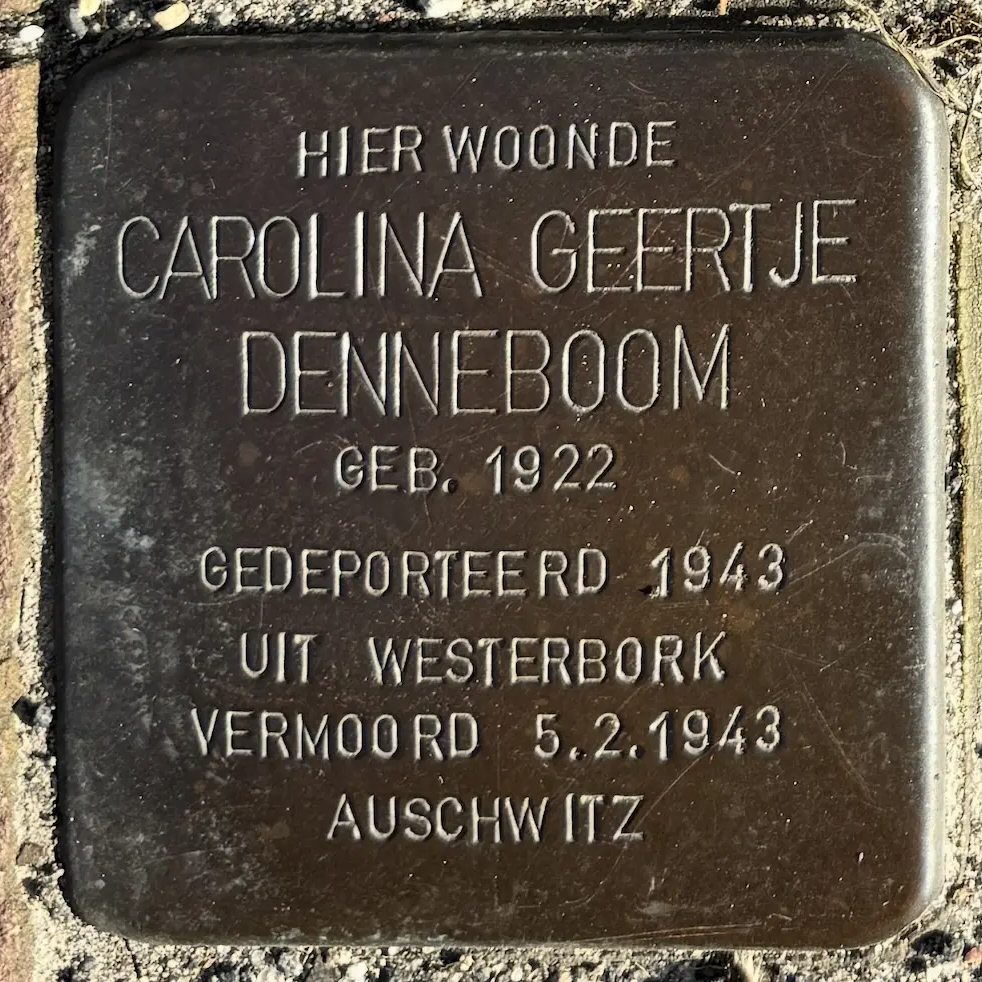 HIER WOONDE
CAROLINA GEERTJE
DENNEBOOM
GEB. 1922
GEDEPORTEERD 1943
UIT WESTERBORK
VERMOORD 5.2.1943
AUSCHWITZ